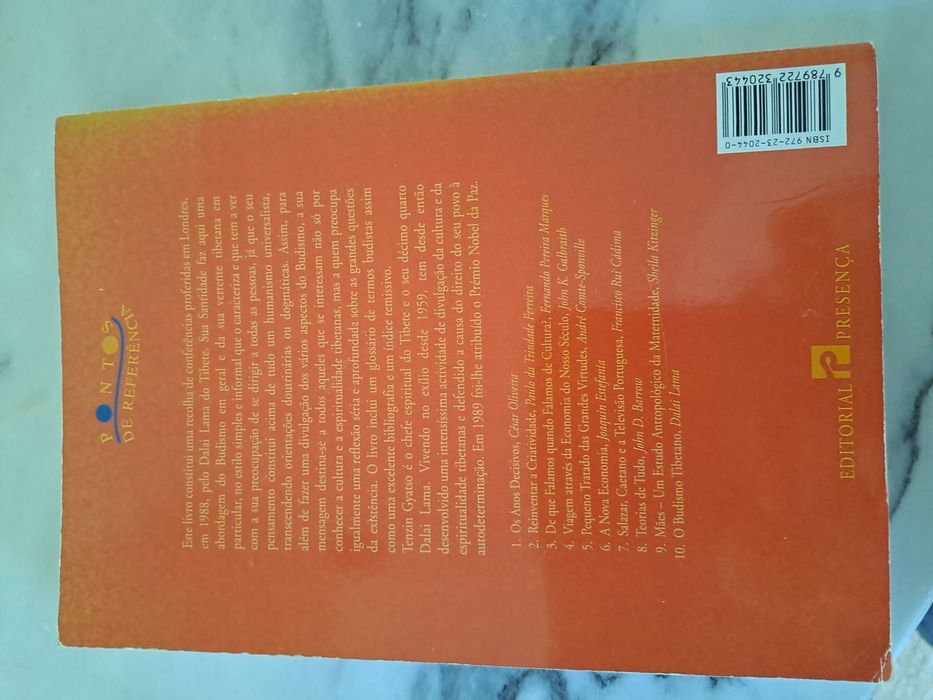 PONTOS
DE REFERÊNCIA
Este livro constitui uma recolha de conferências proferidas em Londres,
em 1988, pelo Dalai Lama do Tibete. Sua Santidade faz aqui uma
abordagem do Budismo em geral e da sua vertente tibetana em
particular, no estilo simples e informal que o caracteriza e que tem a ver
com a sua preocupação de se dirigir a todas as pessoas, já que o seu
pensamento constitui acima de tudo um humanismo universalista,
transcendendo orientações doutrinárias ou dogmáticas. Assim, para
além de fazer uma divulgação dos vários aspectos do Budismo, a sua
mensagem destina-se a todos aqueles que se interessam não só por
conhecer a cultura e a espiritualidade tibetanas, mas a quem preocupa
igualmente uma reflexão séria e aprofundada sobre as grandes questões
da existência. O livro inclui um glossário de termos budistas assim
como uma excelente bibliografia e um índice remissivo.
Tenzin Gyatso é o chefe espiritual do Tibete e o seu décimo quarto
Dalai Lama. Vivendo no exílio desde 1959, tem desde então
desenvolvido uma intensíssima actividade de divulgação da cultura e da
espiritualidade tibetanas e defendido a causa do direito do seu povo à
autodeterminação. Em 1989 foi-lhe atribuído o Prémio Nobel da Paz.
1. Os Anos Decisivos, César Oliveira
2. Reinventar a Criatividade, Paulo da Trindade Ferreira
3. De que Falamos quando Falamos de Cultura?, Fernando Pereira Marques
4. Viagem através da Economia do Nosso Século, John K. Galbraith
5. Pequeno Tratado das Grandes Virtudes, André Comte-Sponville
6. A Nova Economia, Joaquin Estefanía
7. Salazar, Caetano e a Televisão Portuguesa, Francisco Rui Cádima
8. Teorias de Tudo, John D. Barrow
9. Mães – Um Estudo Antropológico da Maternidade, Sheila Kitzinger
10. O Budismo Tibetano, Dalai Lama
EDITORIAL PRESENÇA
ISBN 972-23-2044-0
9 789722 320443